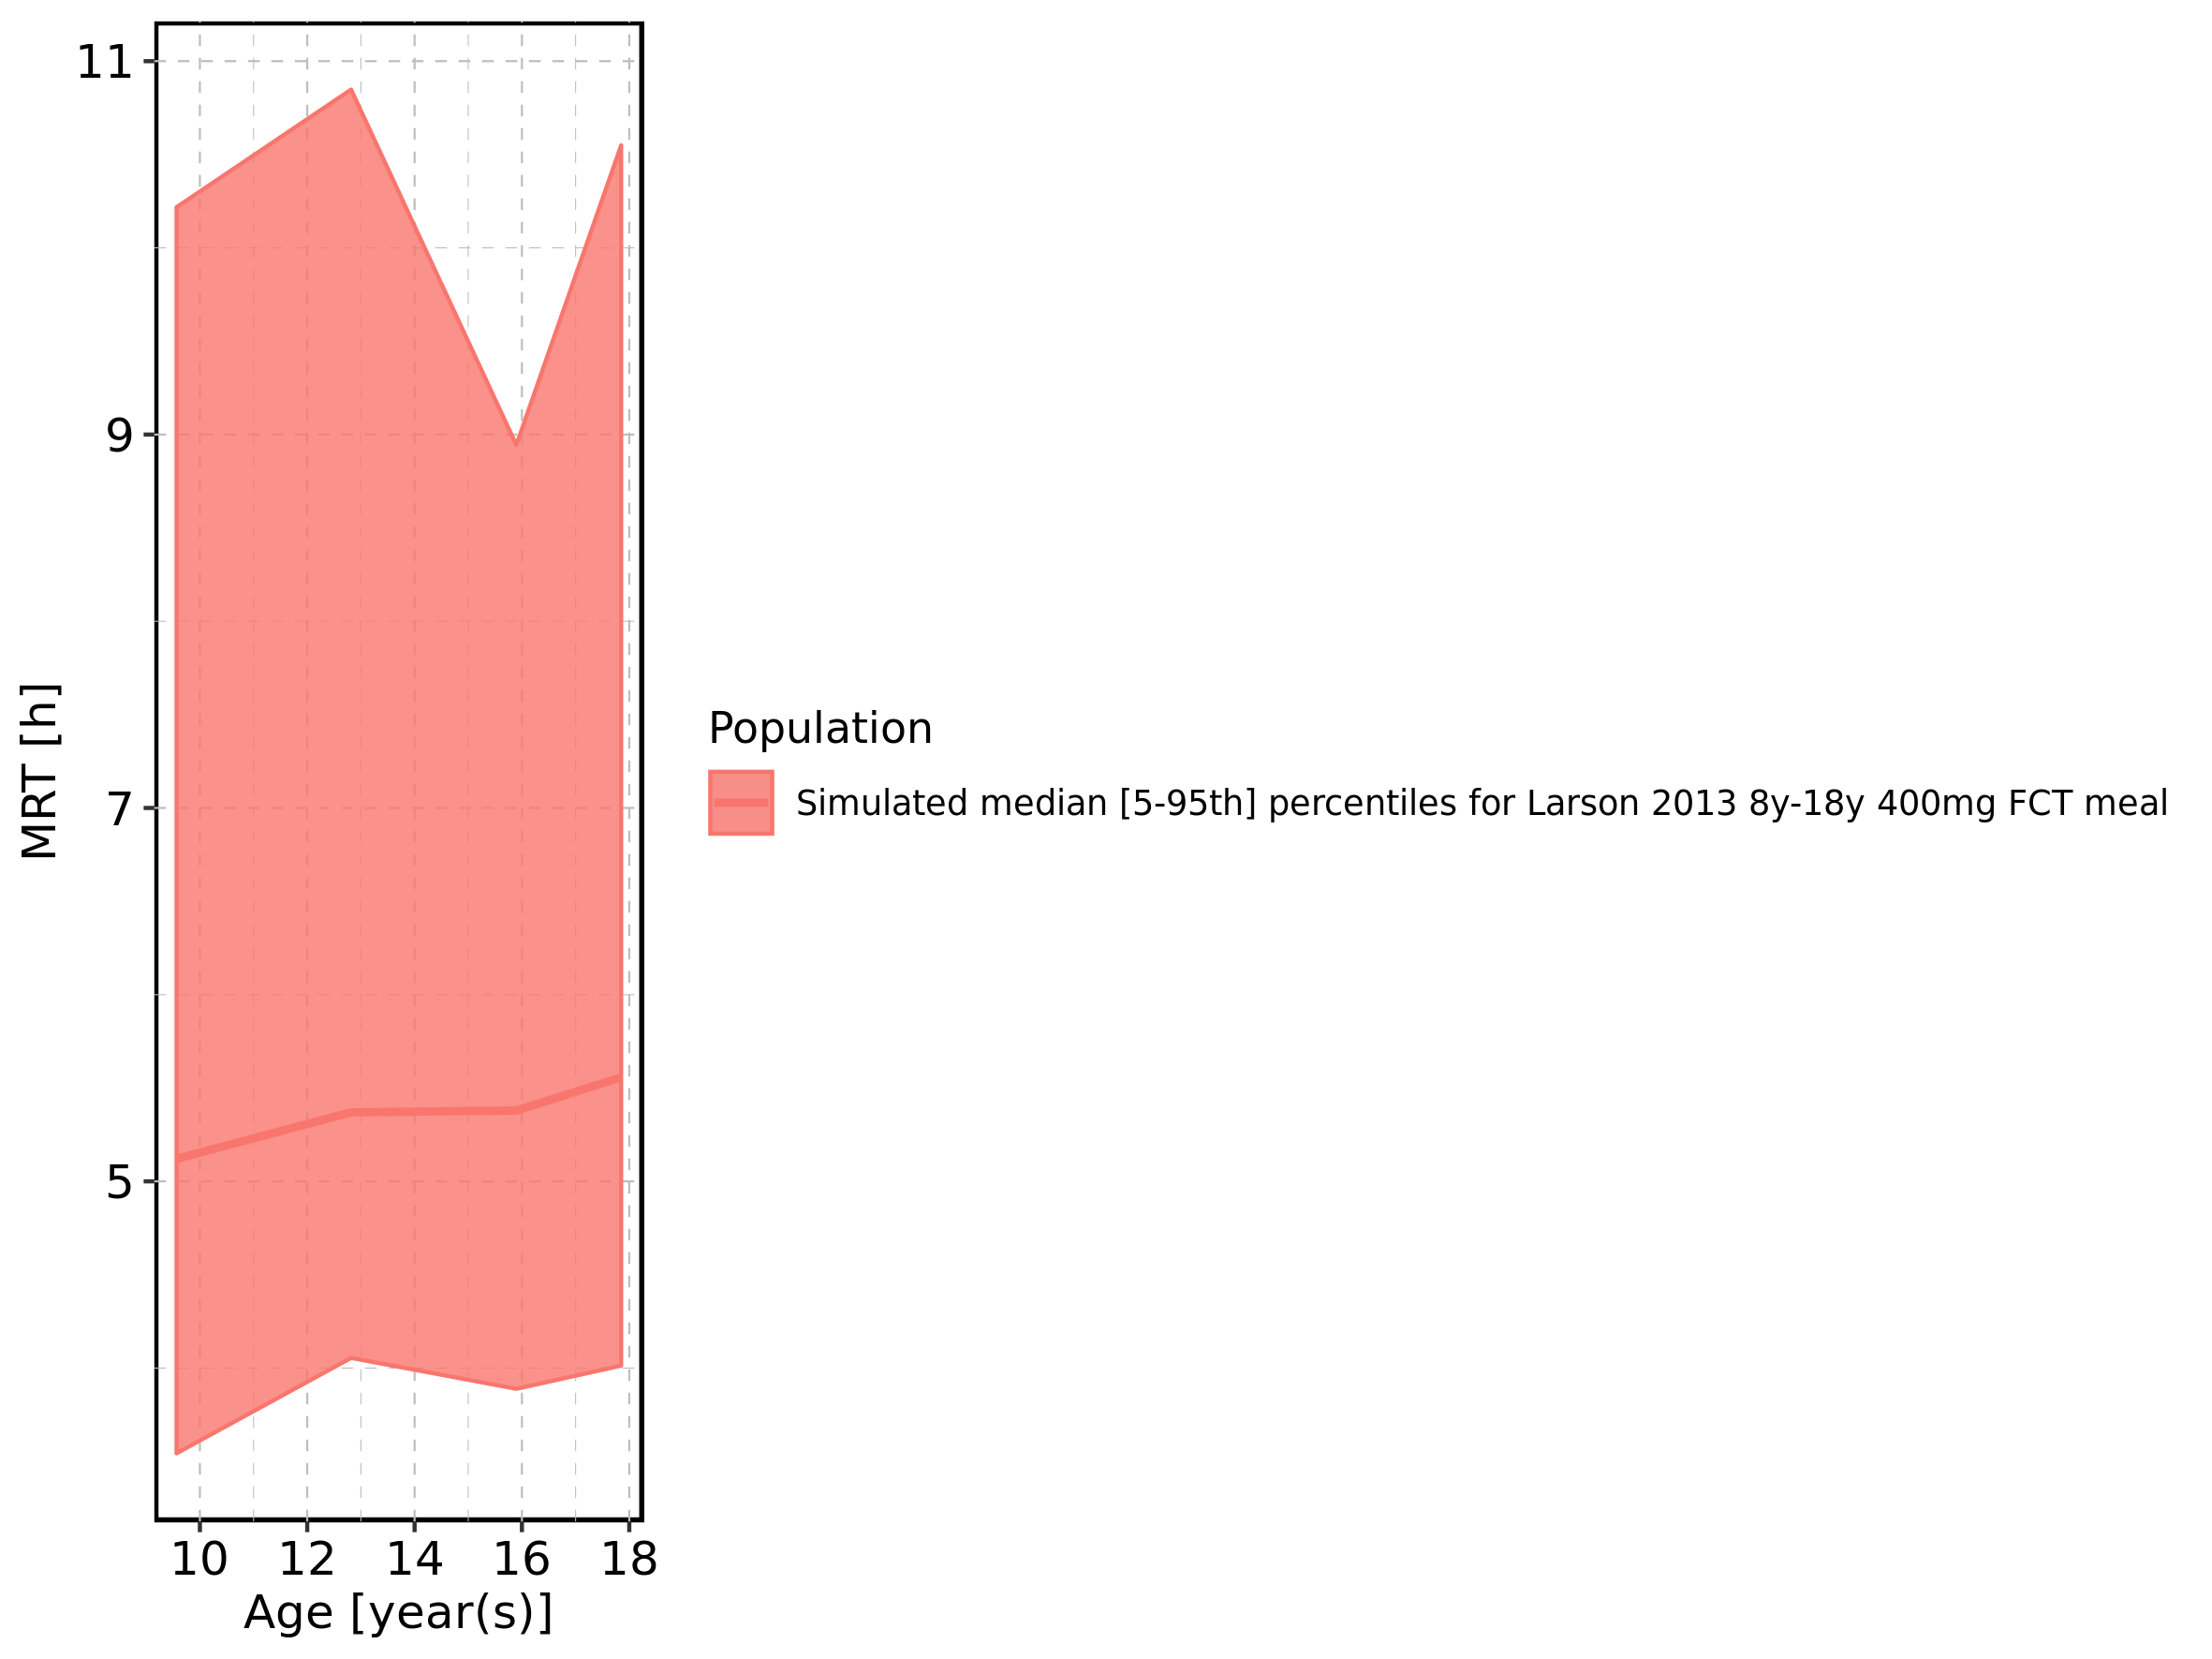 11
9
7
5
MRT [h]
10 12 14 16 18
Age [year(s)]
Population
Simulated median [5-95th] percentiles for Larson 2013 8y-18y 400mg FCT meal